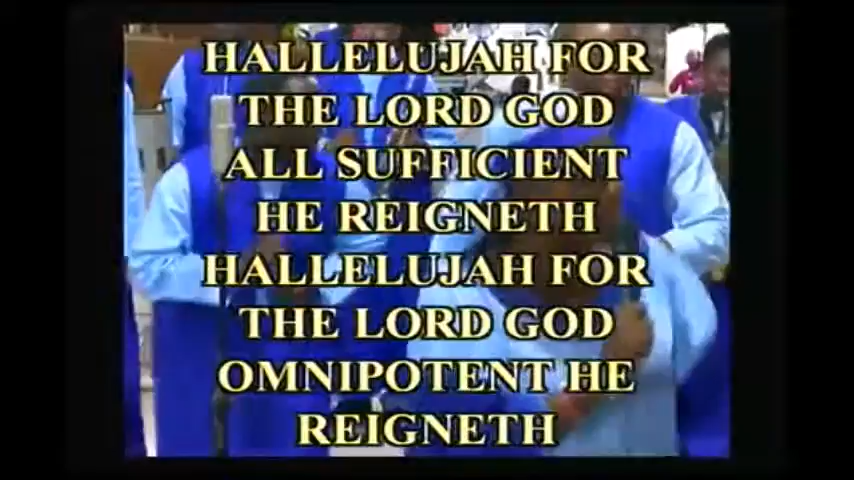 HALLELUJAH FOR
THE LORD GOD
ALL SUFFICIENT
HE REIGNETH
HALLELUJAH FOR
THE LORD GOD
OMNIPOTENT HE
REIGNETH